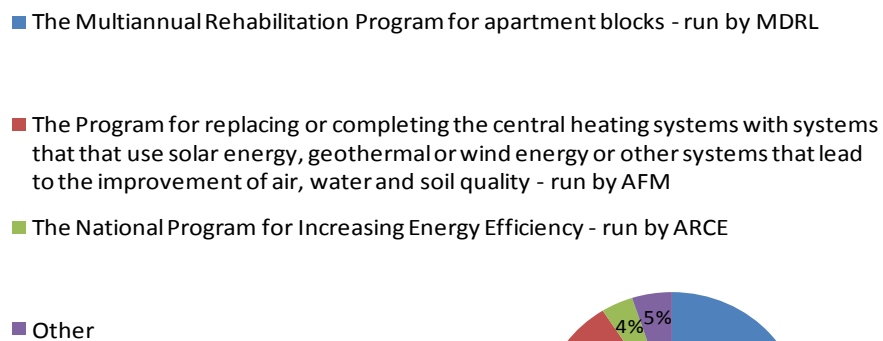 The Multiannual Rehabilitation Program for apartment blocks - run by MDRL
The Program for replacing or completing the central heating systems with systems
that that use solar energy, geothermal or wind energy or other systems that lead
to the improvement of air, water and soil quality - run by AFM
The National Program for Increasing Energy Efficiency - run by ARCE
Other
4%
5%